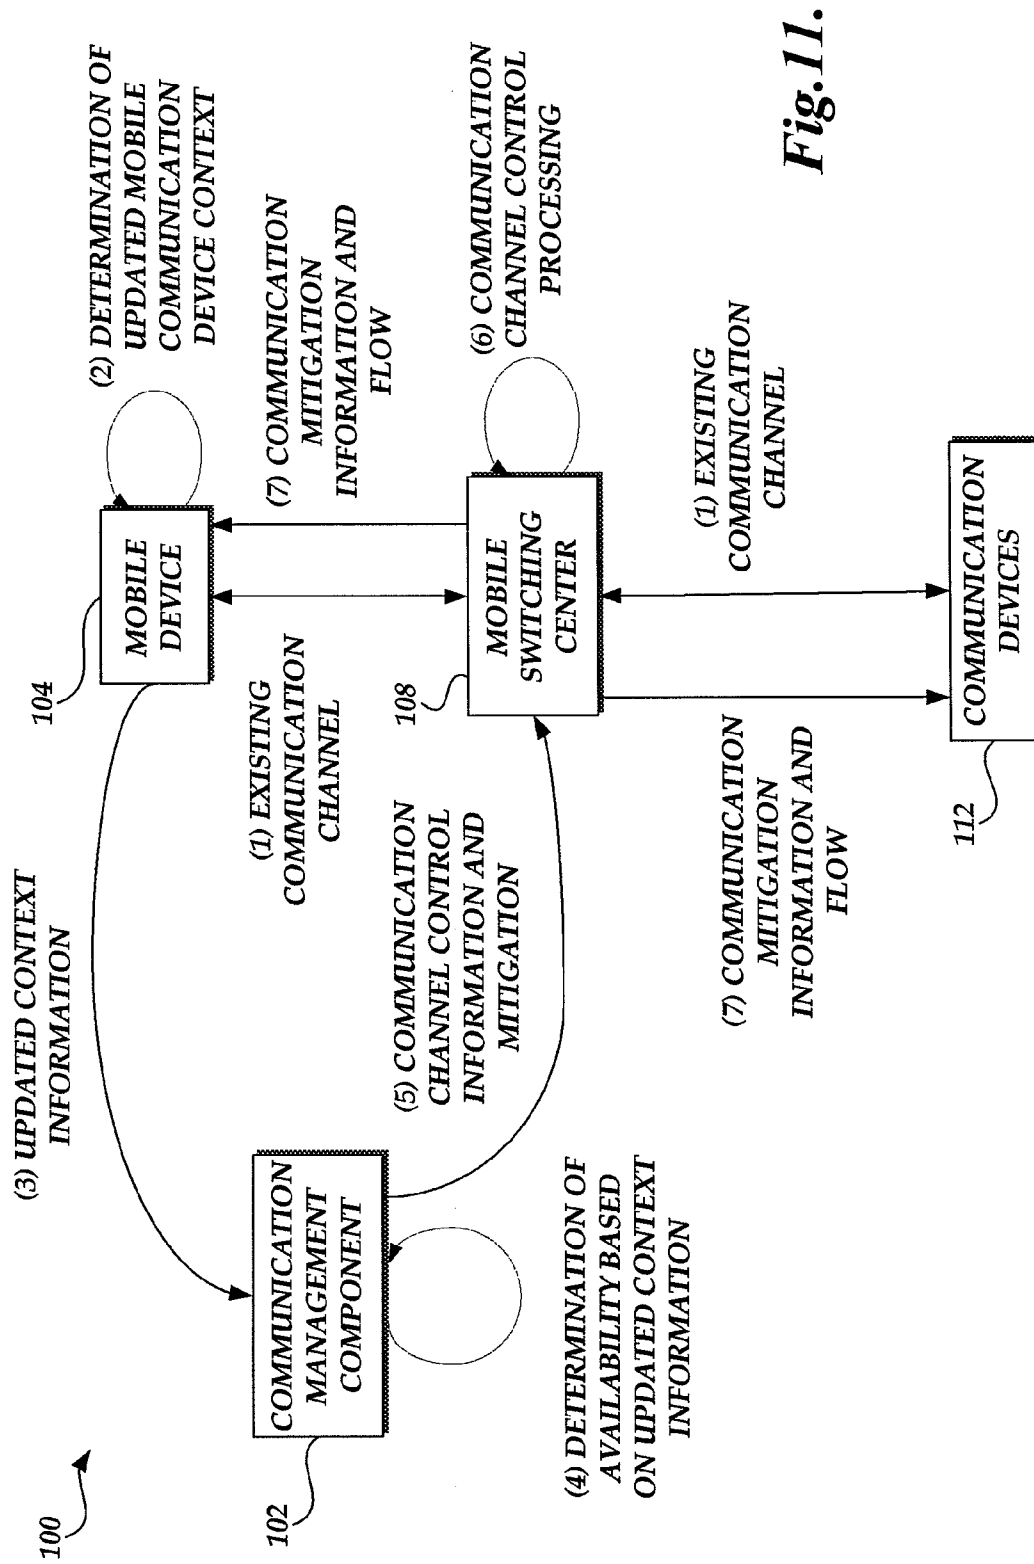 100
(3) UPDATED CONTEXT
INFORMATION
(2) DETERMINATION OF
UPDATED MOBILE
COMMUNICATION
DEVICE CONTEXT
104
MOBILE
DEVICE
102
COMMUNICATION
MANAGEMENT
COMPONENT
(1) EXISTING
COMMUNICATION
CHANNEL
(7) COMMUNICATION
MITIGATION
INFORMATION AND
FLOW
(5) COMMUNICATION
CHANNEL CONTROL
INFORMATION AND
MITIGATION
108
MOBILE
SWITCHING
CENTER
(6) COMMUNICATION
CHANNEL CONTROL
PROCESSING
(4) DETERMINATION OF
AVAILABILITY BASED
ON UPDATED CONTEXT
INFORMATION
(7) COMMUNICATION
MITIGATION
INFORMATION AND
FLOW
(1) EXISTING
COMMUNICATION
CHANNEL
112
COMMUNICATION
DEVICES
Fig.11.